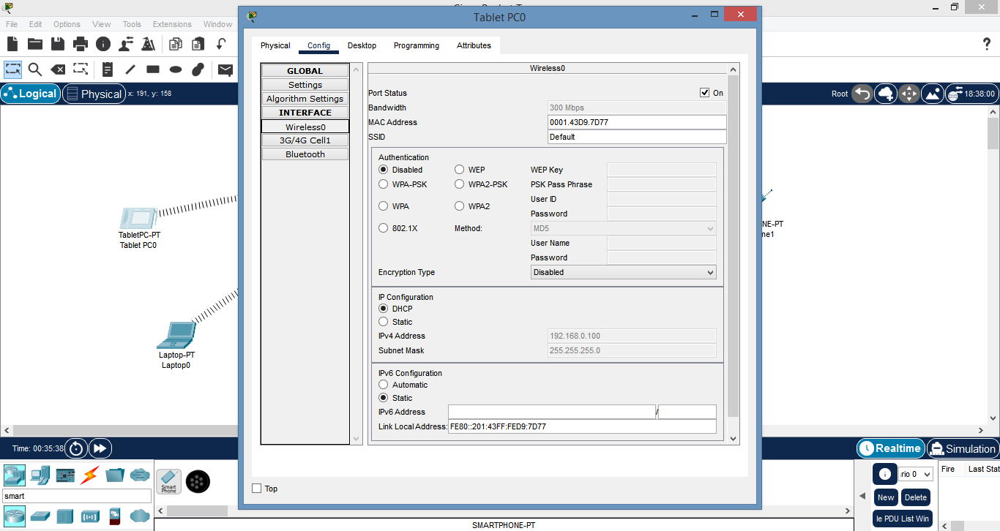 Tablet PC0
File Edit Options View Tools Extensions Window
Physical Config Desktop Programming Attributes
GLOBAL
Settings
Algorithm Settings
INTERFACE
Wireless0
3G/4G Cell1
Bluetooth
Wireless0
Port Status On
Bandwidth 300 Mbps
MAC Address 0001.43D9.7D77
SSID Default
Authentication
Disabled WEP WEP Key
WPA-PSK WPA2-PSK PSK Pass Phrase
User ID
WPA WPA2
Password
802.1X Method: MD5
User Name
Password
Encryption Type Disabled
IP Configuration
DHCP
Static
IPv4 Address 192.168.0.100
Subnet Mask 255.255.255.0
IPv6 Configuration
Automatic
Static
IPv6 Address /
Link Local Address: FE80::201:43FF:FED9:7D77
Top
Logical Physical x: 191, y: 158
Root 18:38:00
TabletPC-PT
Tablet PC0
Laptop-PT
Laptop0
NE-PT
ne1
Time: 00:35:38
Realtime Simulation
smart
Smart
Phone
SMARTPHONE-PT
rio 0
New Delete
le PDU List Win
Fire Last Stat